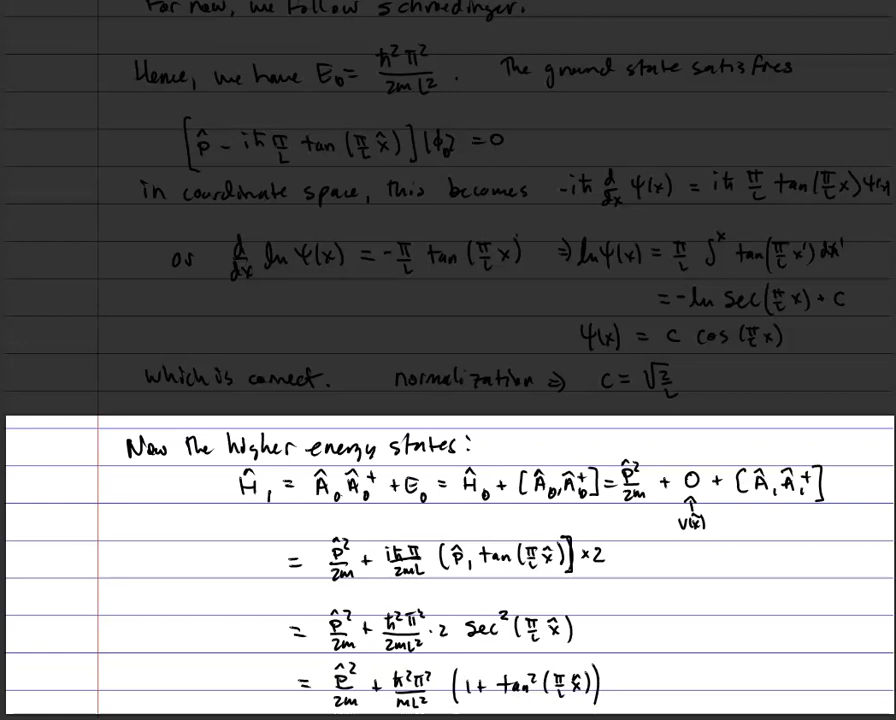 For now, we follow Schroedinger.
Hence, we have E₀ = ħ²π²/2mL². The ground state satisfies
[p̂ - iħ π/L tan(π/L x̂)] |ϕ₀⟩ = 0
in coordinate space, this becomes -iħ d/dx ψ(x) = iħ π/L tan(π/L x) ψ(x)
or d/dx ln ψ(x) = -π/L tan(π/L x) ⇒ ln ψ(x) = π/L ∫ˣ tan(π/L x') dx'
= -ln sec(π/L x) + C
ψ(x) = C cos(π/L x)
which is correct. normalization ⇒ C = √2/L
Now the higher energy states:
Ĥ₁ = Â₀ Â₀⁺ + E₀ = Ĥ₀ + [Â₀, Â₀⁺] = p̂²/2m + 0 + [Â₁, Â₁⁺]
↑
V(x̂)
= p̂²/2m + iħπ/2mL (p̂, tan(π/L x̂)] × 2
= p̂²/2m + ħ²π²/2mL² · 2 sec²(π/L x̂)
= p̂²/2m + ħ²π²/mL² (1 + tan²(π/L x̂))